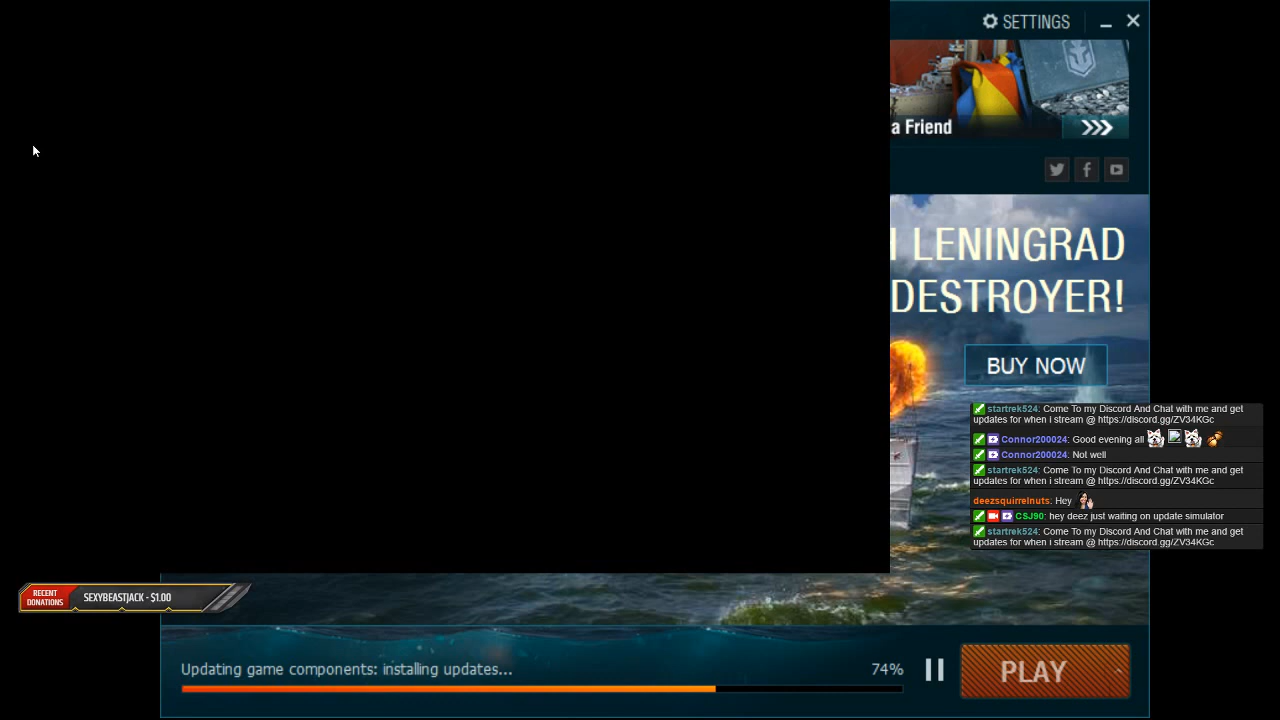 SETTINGS
a Friend
LENINGRAD
DESTROYER!
BUY NOW
startrek524: Come To my Discord And Chat with me and get
updates for when i stream @ https://discord.gg/ZV34KGc
Connor200024: Good evening all
Connor200024: Not well
startrek524: Come To my Discord And Chat with me and get
updates for when i stream @ https://discord.gg/ZV34KGc
deezsquirrelnuts: Hey
CSJ90: hey deez just waiting on update simulator
startrek524: Come To my Discord And Chat with me and get
updates for when i stream @ https://discord.gg/ZV34KGc
RECENT
DONATIONS
SEXYBEASTJACK - $1.00
Updating game components: installing updates...
74%
PLAY